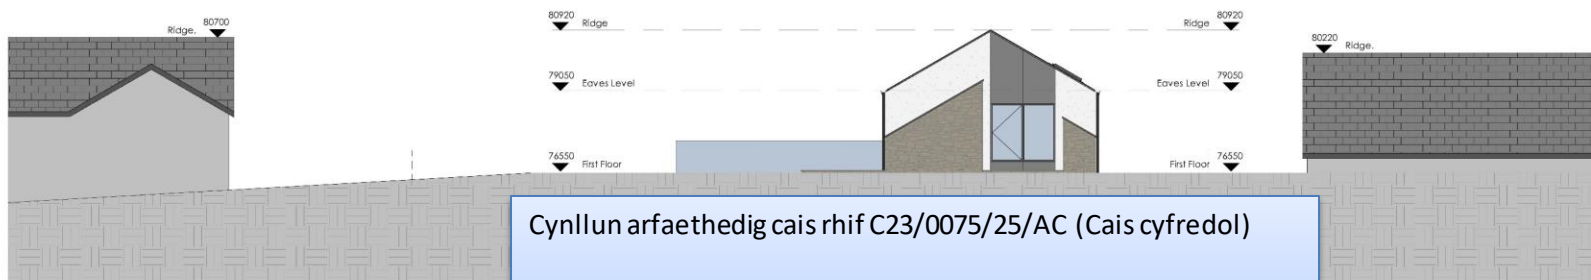 80700
Ridge.
80920
Ridge
Ridge
80920
80220
Ridge.
79050
Eaves Level
79050
Eaves Level
76550
First Floor
76550
First Floor
Cynllun arfaethedig cais rhif C23/0075/25/AC (Cais cyfredol)